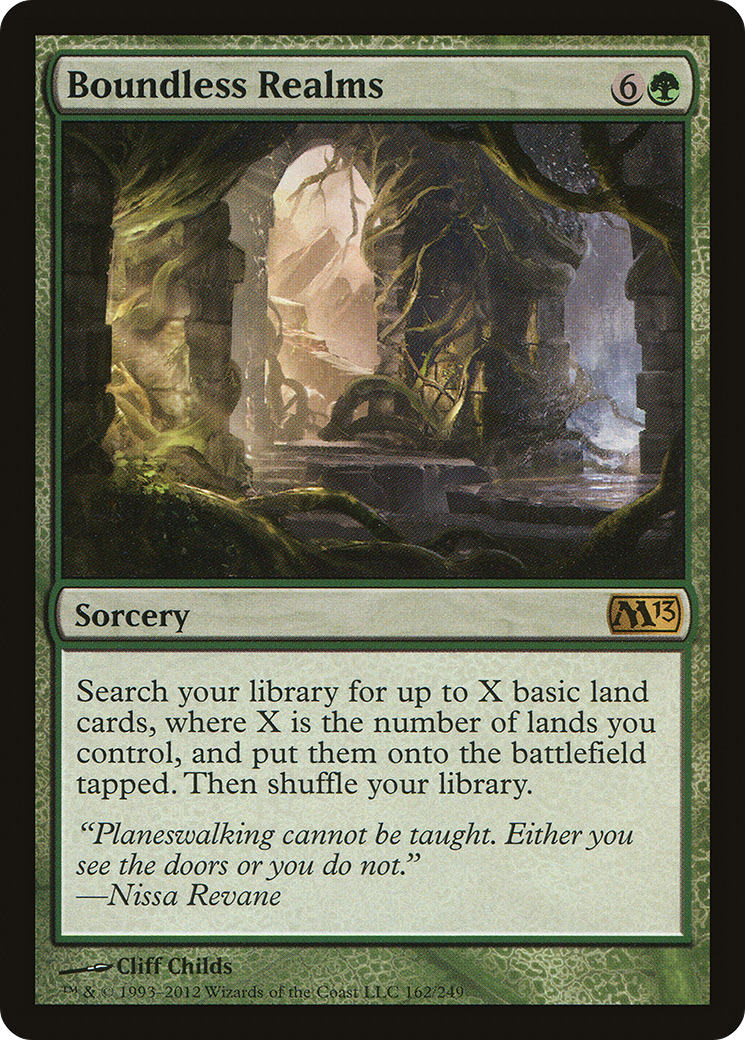 Boundless Realms 6
Sorcery M13
Search your library for up to X basic land
cards, where X is the number of lands you
control, and put them onto the battlefield
tapped. Then shuffle your library.
“Planeswalking cannot be taught. Either you
see the doors or you do not.”
—Nissa Revane
Cliff Childs
™ & © 1993–2012 Wizards of the Coast LLC 162/249